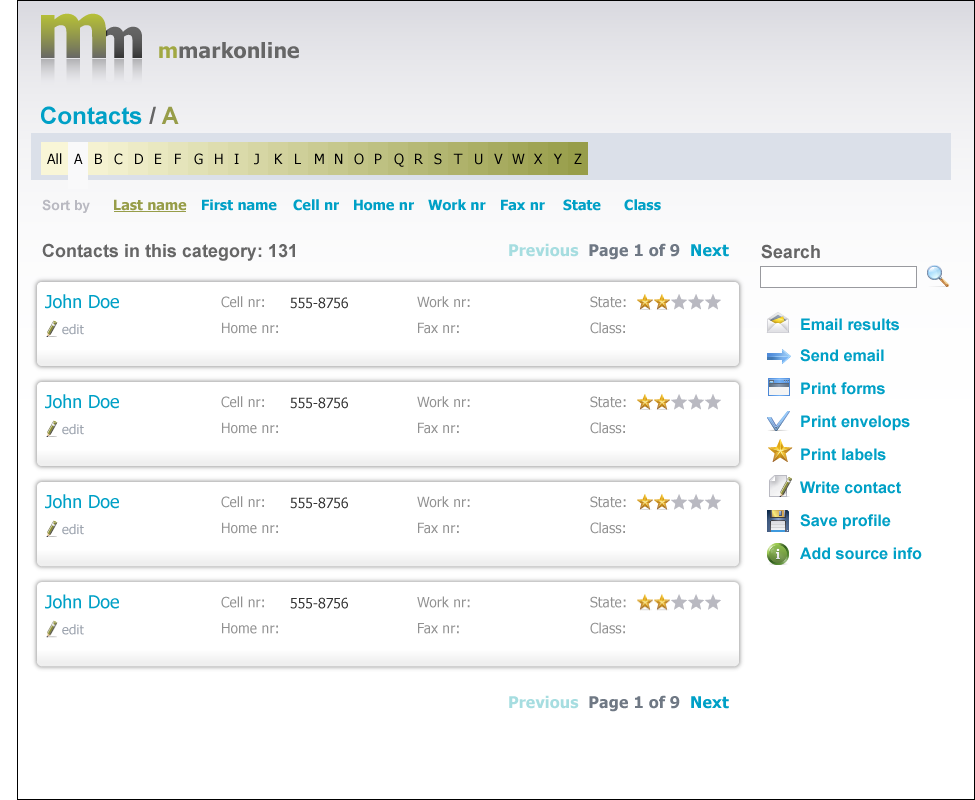 mm mmarkonline
Contacts / A
All A B C D E F G H I J K L M N O P Q R S T U V W X Y Z
Sort by Last name First name Cell nr Home nr Work nr Fax nr State Class
Contacts in this category: 131 Previous Page 1 of 9 Next
Search
John Doe Cell nr: 555-8756 Work nr: State:
edit Home nr: Fax nr: Class:
John Doe Cell nr: 555-8756 Work nr: State:
edit Home nr: Fax nr: Class:
John Doe Cell nr: 555-8756 Work nr: State:
edit Home nr: Fax nr: Class:
John Doe Cell nr: 555-8756 Work nr: State:
edit Home nr: Fax nr: Class:
Previous Page 1 of 9 Next
Email results
Send email
Print forms
Print envelops
Print labels
Write contact
Save profile
Add source info